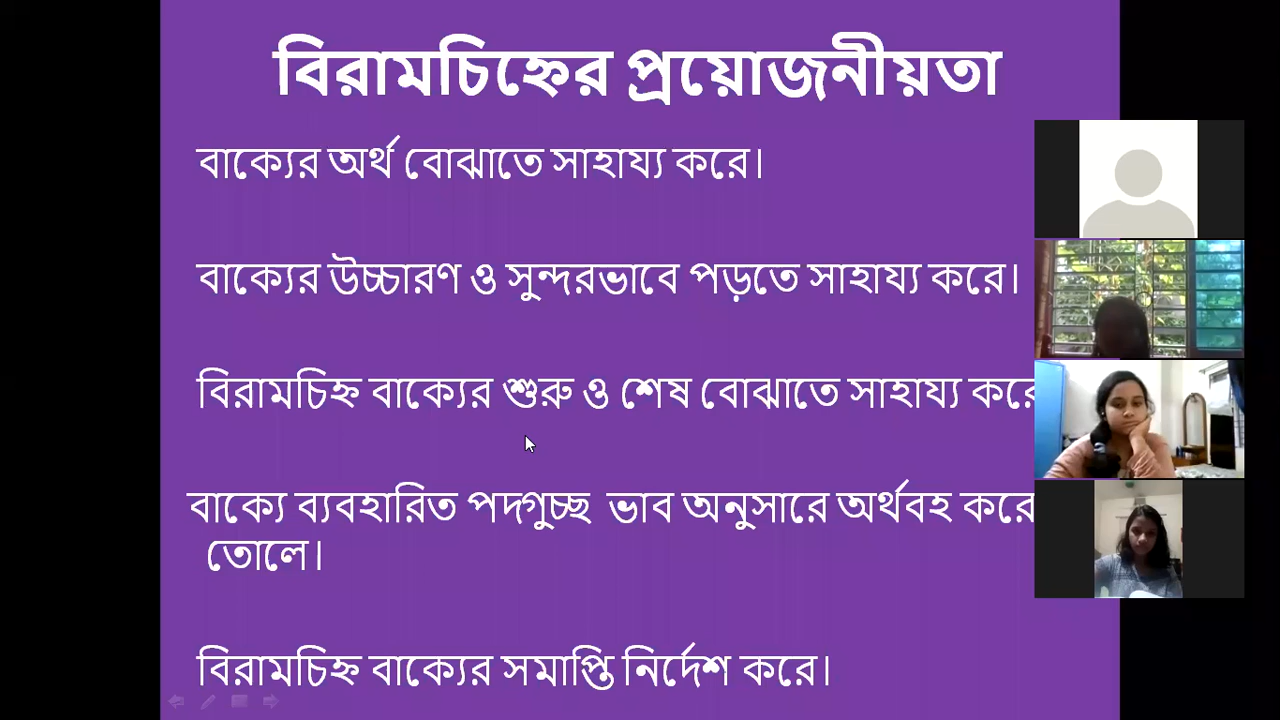 বিরামচিহ্নের প্রয়োজনীয়তা
বাক্যের অর্থ বোঝাতে সাহায্য করে।
বাক্যের উচ্চারণ ও সুন্দরভাবে পড়তে সাহায্য করে।
বিরামচিহ্ন বাক্যের শুরু ও শেষ বোঝাতে সাহায্য করে
বাক্যে ব্যবহারিত পদগুচ্ছ ভাব অনুসারে অর্থবহ করে
তোলে।
বিরামচিহ্ন বাক্যের সমাপ্তি নির্দেশ করে।